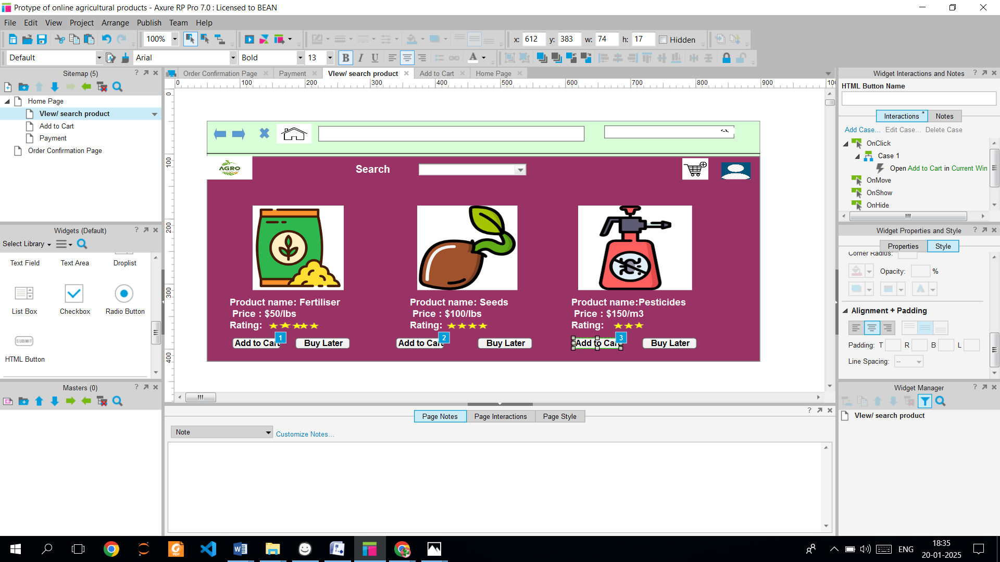 Protype of online agricultural products - Axure RP Pro 7.0 : Licensed to BEAN
File Edit View Project Arrange Publish Team Help
100% x: 612 y: 383 w: 74 h: 17 Hidden
Default Arial Bold 13 B I U A
Sitemap (5)
Home Page
VIew/ search product
Add to Cart
Payment
Order Confirmation Page
Widgets (Default)
Select Library
Text Field Text Area Droplist
List Box Checkbox Radio Button
SUBMIT
HTML Button
Masters (0)
Order Confirmation Page Payment VIew/ search product Add to Cart Home Page
0 100 200 300 400 500 600 700 800 900
0
100
200
300
400
AGRO
Search
Product name: Fertiliser
Price : $50/lbs
Rating:
Add to Cart 1 Buy Later
Product name: Seeds
Price : $100/lbs
Rating:
Add to Cart 2 Buy Later
Product name:Pesticides
Price : $150/m3
Rating:
Add to Cart 3 Buy Later
Page Notes Page Interactions Page Style
Note Customize Notes...
Widget Interactions and Notes
HTML Button Name
Interactions * Notes
Add Case... Edit Case... Delete Case
OnClick
Case 1
Open Add to Cart in Current Win
OnMove
OnShow
OnHide
Widget Properties and Style
Properties Style
Corner Radius:
Opacity: %
Alignment + Padding
Padding: T R B L
Line Spacing: --
Widget Manager
VIew/ search product
PDF
ENG
18:35
20-01-2025